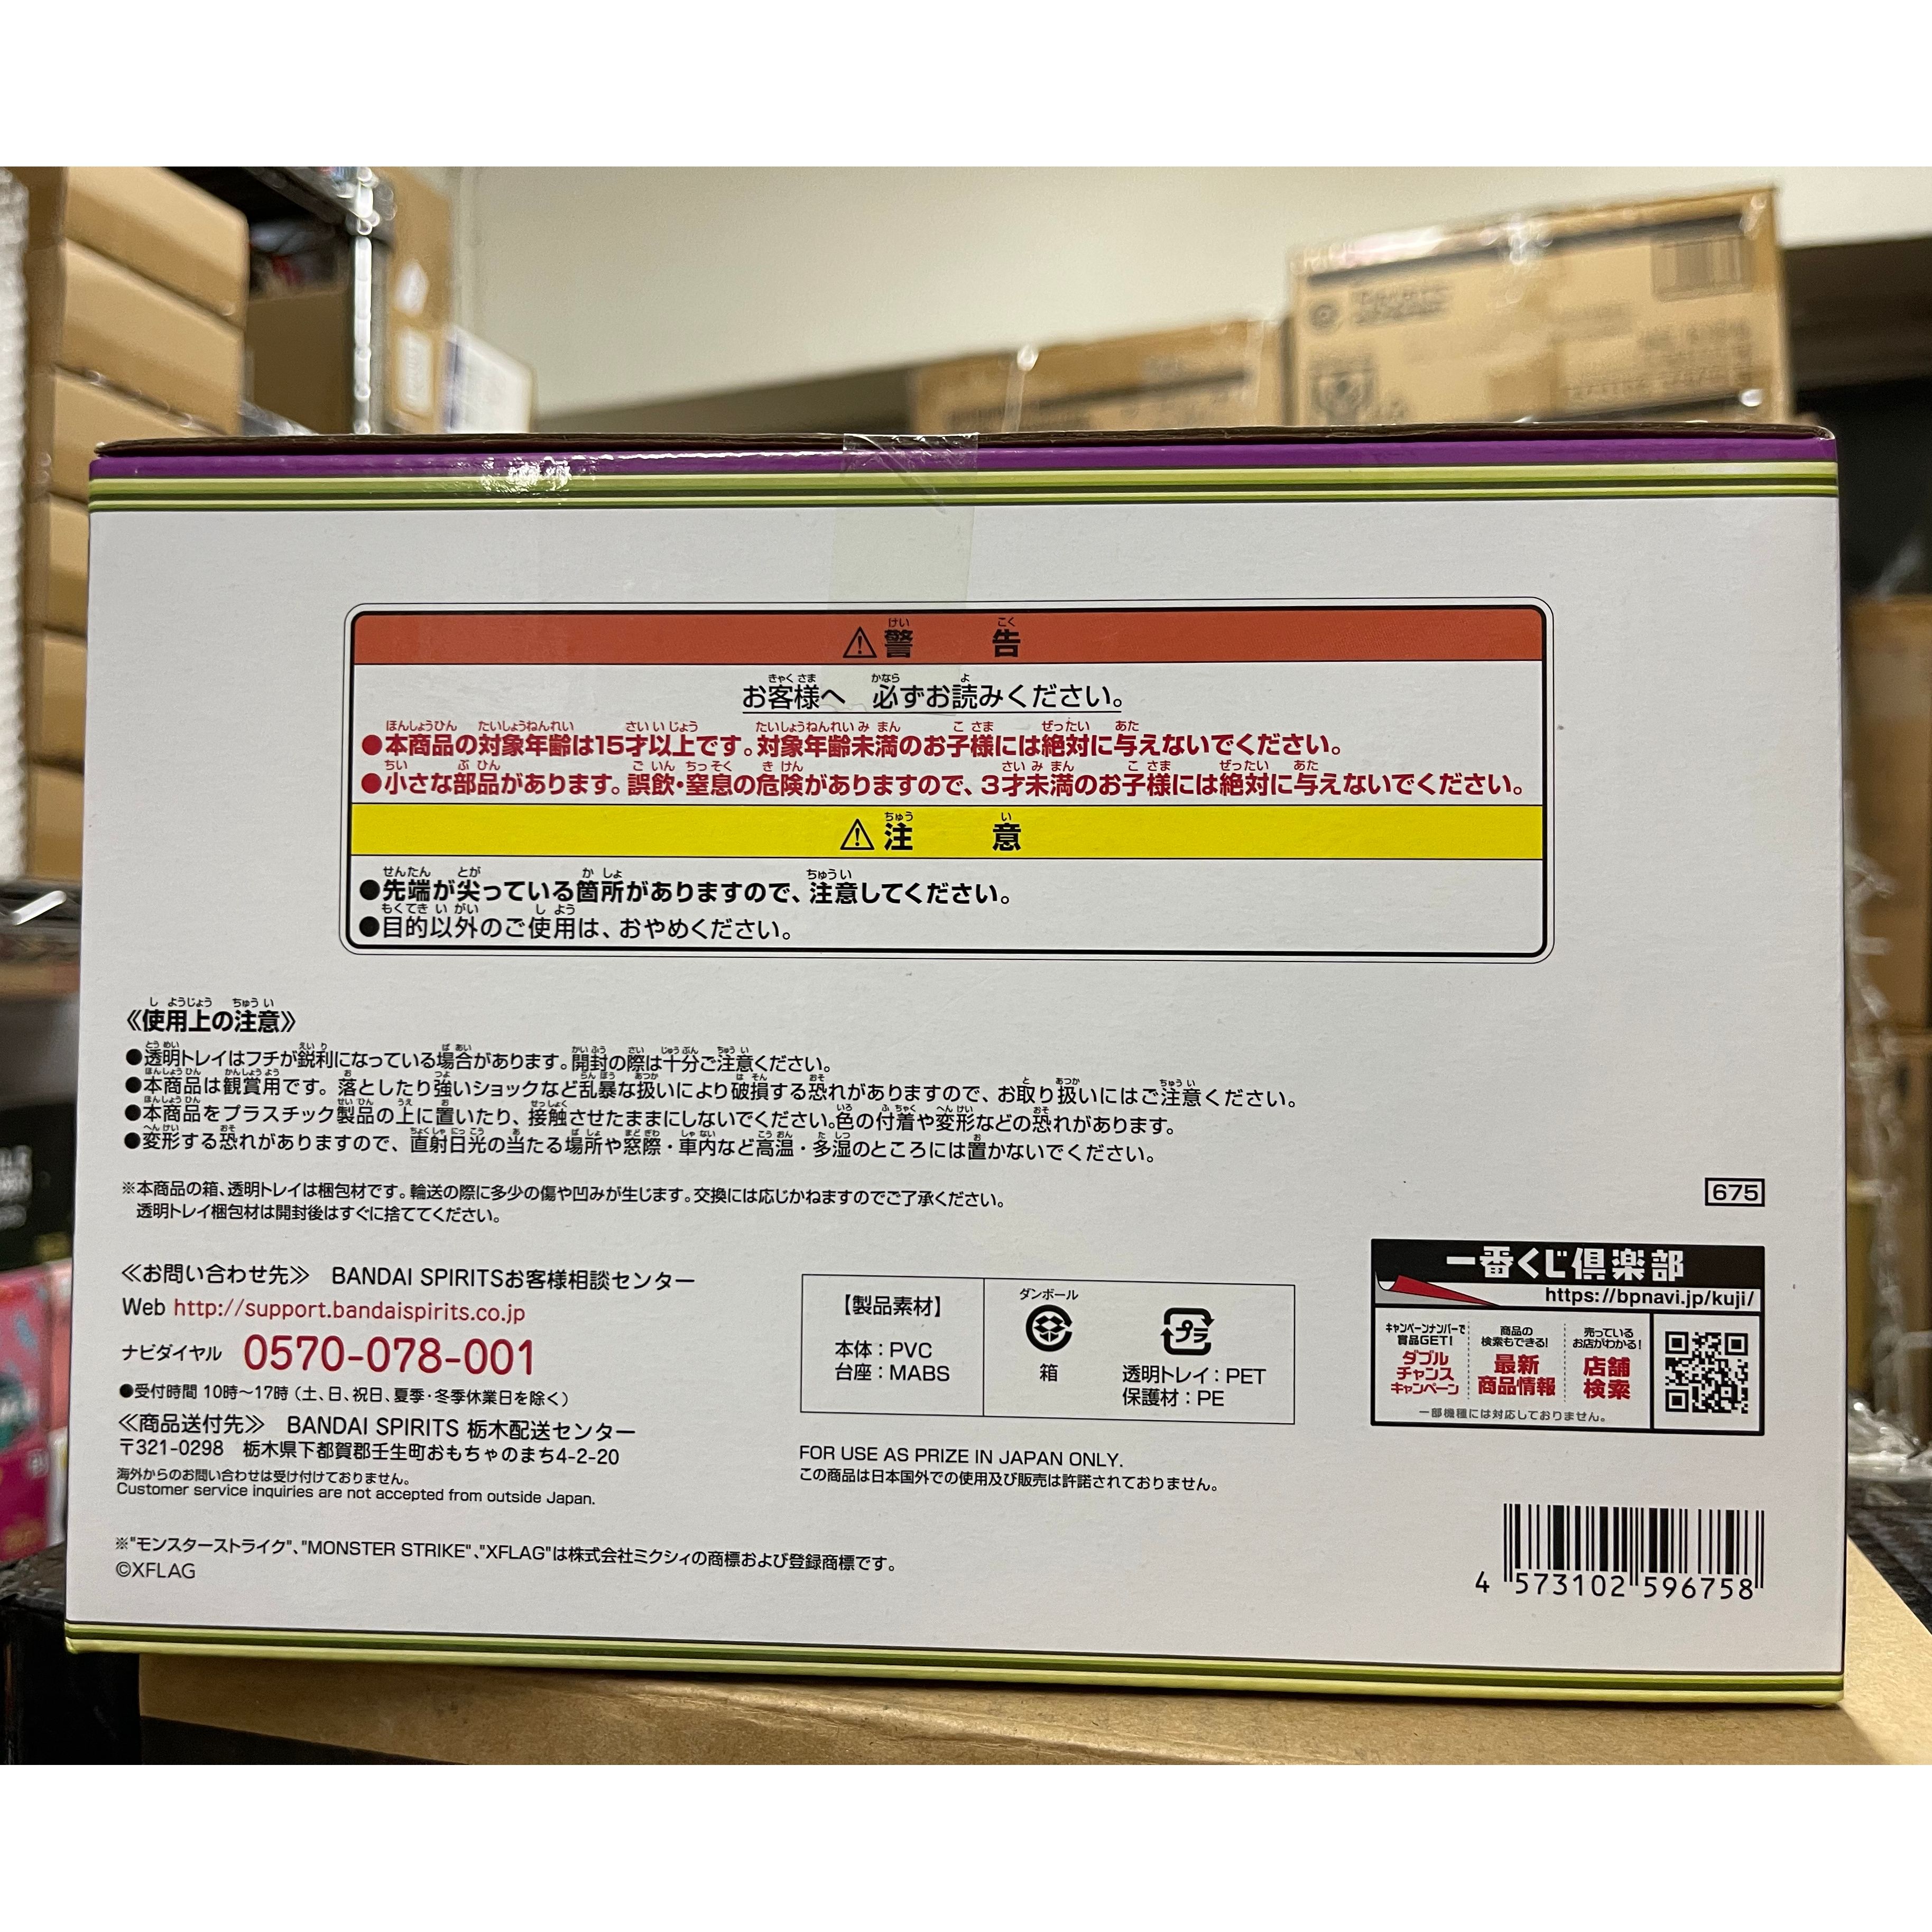 警告
お客様へ 必ずお読みください。
●本商品の対象年齢は15才以上です。対象年齢未満のお子様には絶対に与えないでください。
●小さな部品があります。誤飲・窒息の危険がありますので、3才未満のお子様には絶対に与えないでください。
注意
●先端が尖っている箇所がありますので、注意してください。
●目的以外のご使用は、おやめください。
《使用上の注意》
●透明トレイはフチが鋭利になっている場合があります。開封の際は十分ご注意ください。
●本商品は観賞用です。落としたり強いショックなど乱暴な扱いにより破損する恐れがありますので、お取り扱いにはご注意ください。
●本商品をプラスチック製品の上に置いたり、接触させたままにしないでください。色の付着や変形などの恐れがあります。
●変形する恐れがありますので、直射日光の当たる場所や窓際・車内など高温・多湿のところには置かないでください。
※本商品の箱、透明トレイは梱包材です。輸送の際に多少の傷や凹みが生じます。交換には応じかねますのでご了承ください。
透明トレイ梱包材は開封後はすぐに捨ててください。
675
≪お問い合わせ先≫ BANDAI SPIRITSお客様相談センター
Web http://support.bandaispirits.co.jp
ナビダイヤル 0570-078-001
●受付時間 10時〜17時（土、日、祝日、夏季・冬季休業日を除く）
≪商品送付先≫ BANDAI SPIRITS 栃木配送センター
〒321-0298 栃木県下都賀郡壬生町おもちゃのまち4-2-20
海外からのお問い合わせは受け付けておりません。
Customer service inquiries are not accepted from outside Japan.
※"モンスターストライク"、"MONSTER STRIKE"、"XFLAG"は株式会社ミクシィの商標および登録商標です。
©XFLAG
【製品素材】
本体：PVC
台座：MABS
ダンボール
箱
プラ
透明トレイ：PET
保護材：PE
FOR USE AS PRIZE IN JAPAN ONLY.
この商品は日本国外での使用及び販売は許諾されておりません。
一番くじ倶楽部
https://bpnavi.jp/kuji/
キャンペーンナンバーで
賞品GET!
ダブル
チャンス
キャンペーン
商品の
検索もできる!
最新
商品情報
売っている
お店がわかる!
店舗
検索
一部機種には対応しておりません。
4 573102 596758